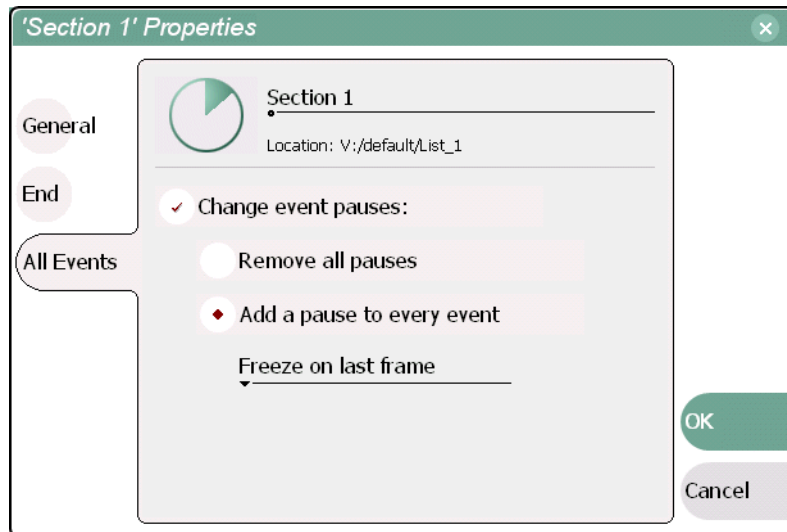 'Section 1' Properties
General
End
All Events
Section 1
Location: V:/default/List_1
Change event pauses:
Remove all pauses
Add a pause to every event
Freeze on last frame
OK
Cancel